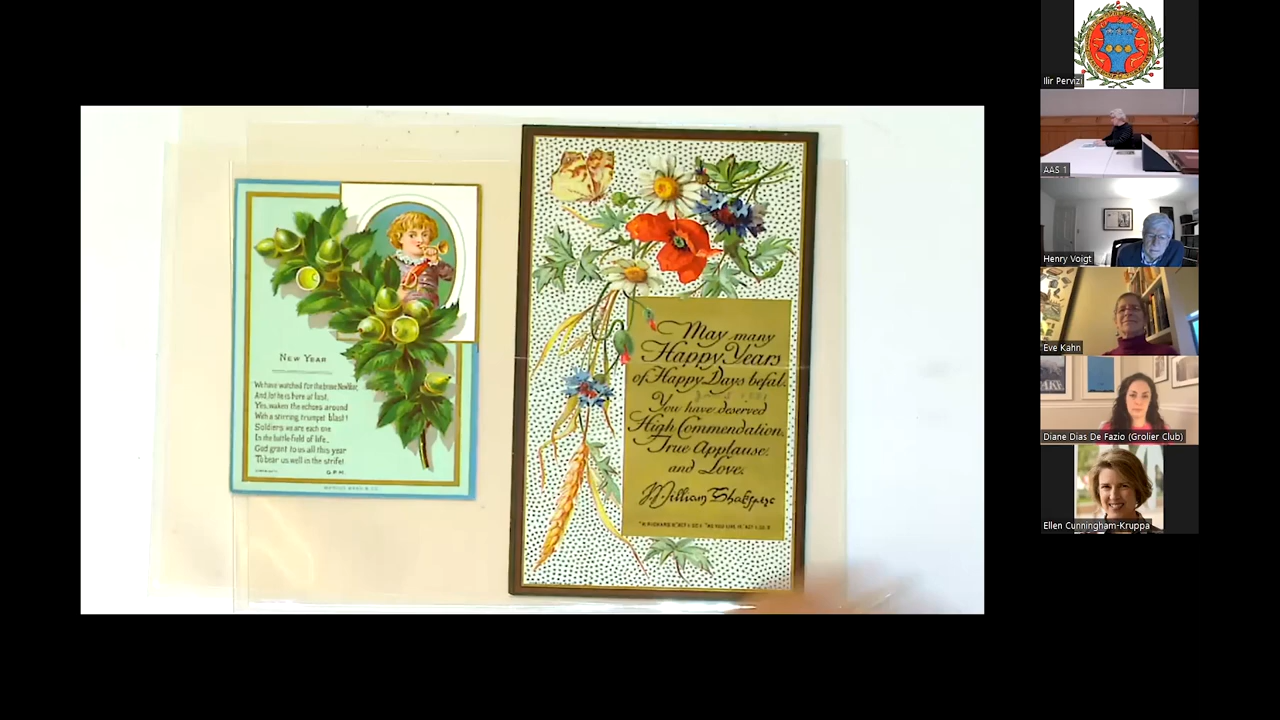 NEW YEAR
We have watched for the brave New Year,
And, lo! he is here at last,
Yes, waken the echoes around
With a stirring trumpet blast!
Soldiers we are each one
In the battle-field of life,
God grant to us all this year
To bear us well in the strife!
G.P.M.
MARCUS WARD & CO.
May many
Happy Years
of Happy Days befal.
You have deserved
High Commendation,
True Applause,
and Love.
William Shakspere
Ilir Pervizi
AAS 1
Henry Voigt
Eve Kahn
Diane Dias De Fazio (Grolier Club)
Ellen Cunningham-Kruppa